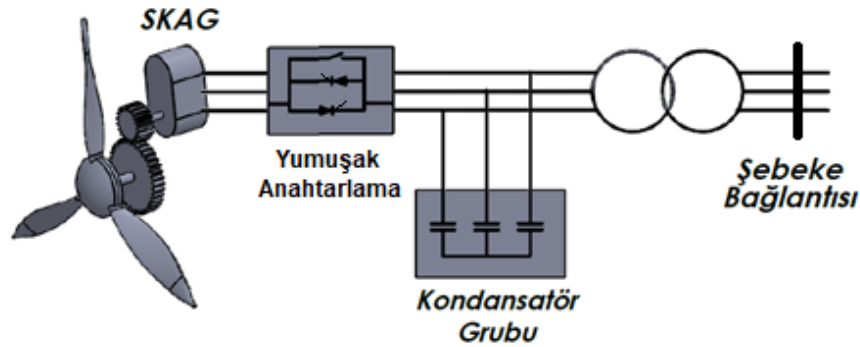 SKAG
Yumuşak
Anahtarlama
Kondansatör
Grubu
Şebeke
Bağlantısı